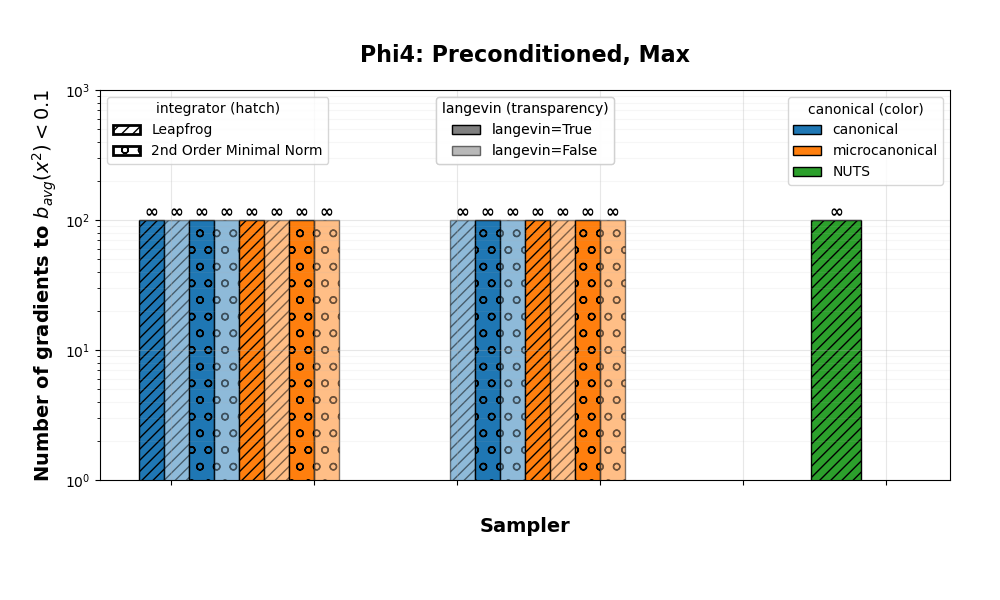 Phi4: Preconditioned, Max
Number of gradients to $b_{avg}(x^2) < 0.1$
10³
10²
10¹
10⁰
integrator (hatch)
Leapfrog
2nd Order Minimal Norm
langevin (transparency)
langevin=True
langevin=False
canonical (color)
canonical
microcanonical
NUTS
∞ ∞ ∞ ∞ ∞ ∞ ∞ ∞ ∞ ∞ ∞ ∞ ∞ ∞ ∞ ∞
Sampler